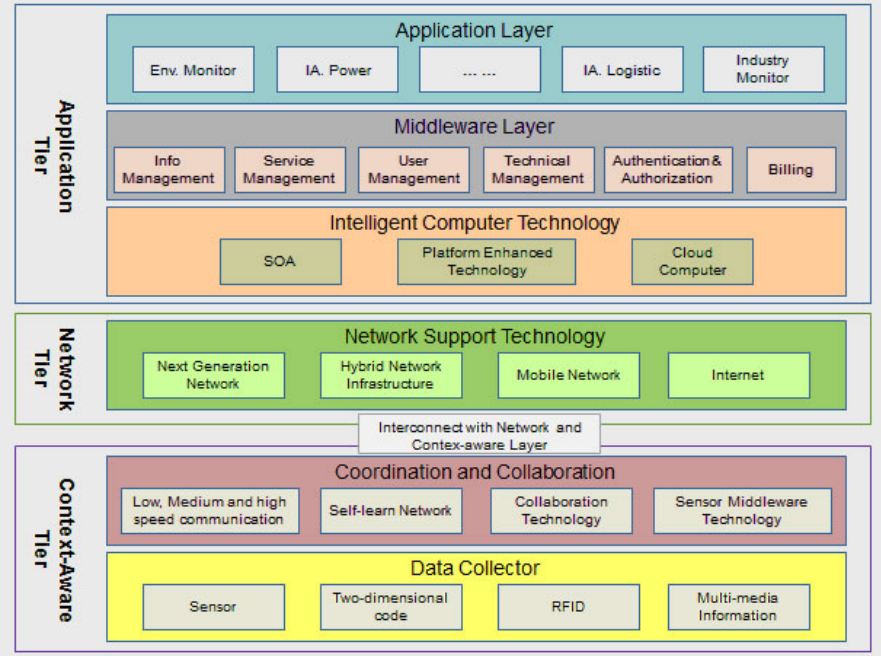 Application
Tier
Application Layer
Env. Monitor
IA. Power
... ...
IA. Logistic
Industry
Monitor
Middleware Layer
Info
Management
Service
Management
User
Management
Technical
Management
Authentication &
Authorization
Billing
Intelligent Computer Technology
SOA
Platform Enhanced
Technology
Cloud
Computer
Network
Tier
Network Support Technology
Next Generation
Network
Hybrid Network
Infrastructure
Mobile Network
Internet
Interconnect with Network and
Contex-aware Layer
Context-Aware
Tier
Coordination and Collaboration
Low, Medium and high
speed communication
Self-learn Network
Collaboration
Technology
Sensor Middleware
Technology
Data Collector
Sensor
Two-dimensional
code
RFID
Multi-media
Information